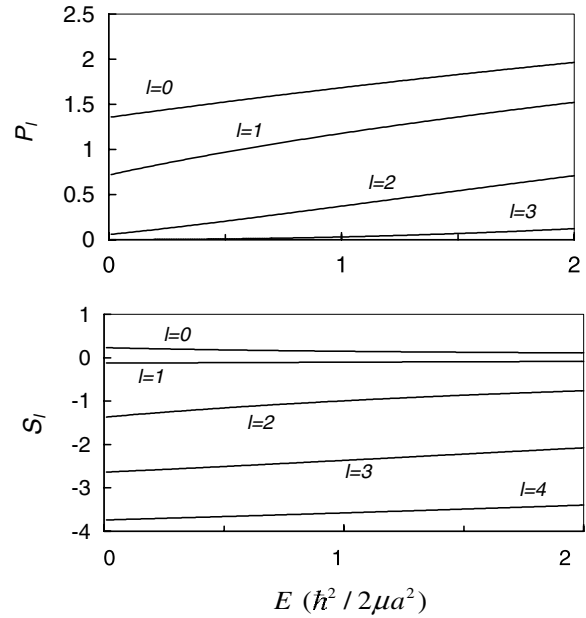 2.5
2
1.5
1
0.5
0
P_l
l=0
l=1
l=2
l=3
0 1 2
1
0
-1
-2
-3
-4
S_l
l=0
l=1
l=2
l=3
l=4
0 1 2
E (ħ² / 2μa²)